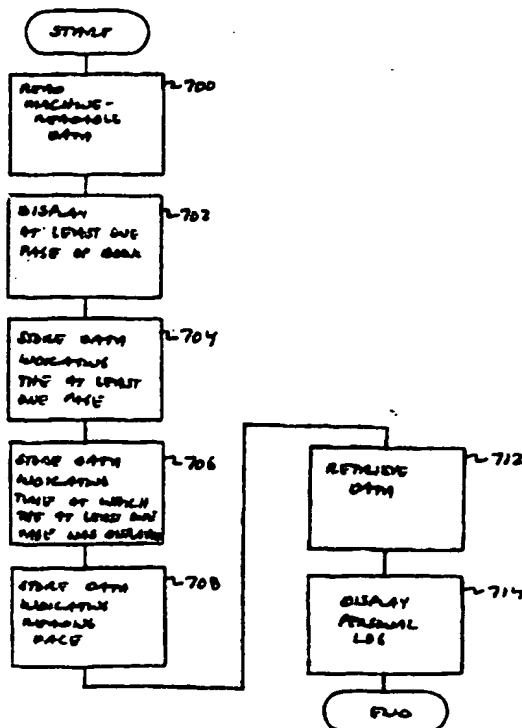 START
READ
MACHINE-
READABLE
DATA
700
DISPLAY
AT LEAST ONE
PAGE OF BOOK
702
STORE DATA
INDICATING
THE AT LEAST
ONE PAGE
704
STORE DATA
INDICATING
TIME AT WHICH
THE AT LEAST ONE
PAGE WAS DISPLAYED
706
STORE DATA
INDICATING
READING
PACE
708
RETRIEVE
DATA
712
DISPLAY
PERSONAL
LOG
714
END